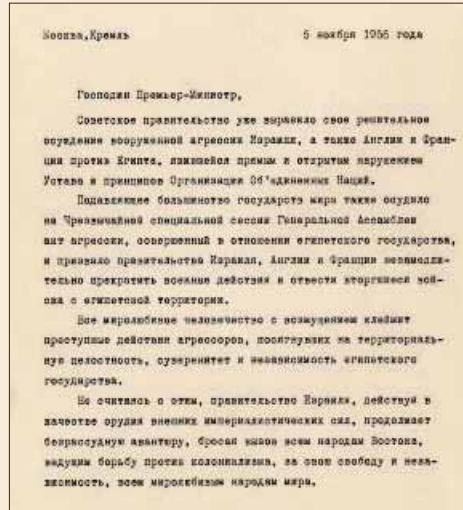 Москва, Кремль 5 ноября 1956 года
Господин Премьер-Министр,
Советское правительство уже выразило свое решительное
осуждение вооруженной агрессии Израиля, а также Англии и Фран-
ции против Египта, явившейся прямым и открытым нарушением
Устава и принципов Организации Об'единенных Наций.
Подавляющее большинство государств мира также осудило
на Чрезвычайной специальной сессии Генеральной Ассамблеи
акт агрессии, совершенный в отношении египетского государства,
и призвало правительства Израиля, Англии и Франции незамедли-
тельно прекратить военные действия и отвести вторгшиеся вой-
ска с египетской территории.
Все миролюбивое человечество с возмущением клеймит
преступные действия агрессоров, посягнувших на территориаль-
ную целостность, суверенитет и независимость египетского
государства.
Не считаясь с этим, правительство Израиля, действуя в
качестве орудия внешних империалистических сил, продолжает
безрассудную авантюру, бросая вызов всем народам Востока,
ведущим борьбу против колониализма, за свою свободу и неза-
висимость, всем миролюбивым народам мира.